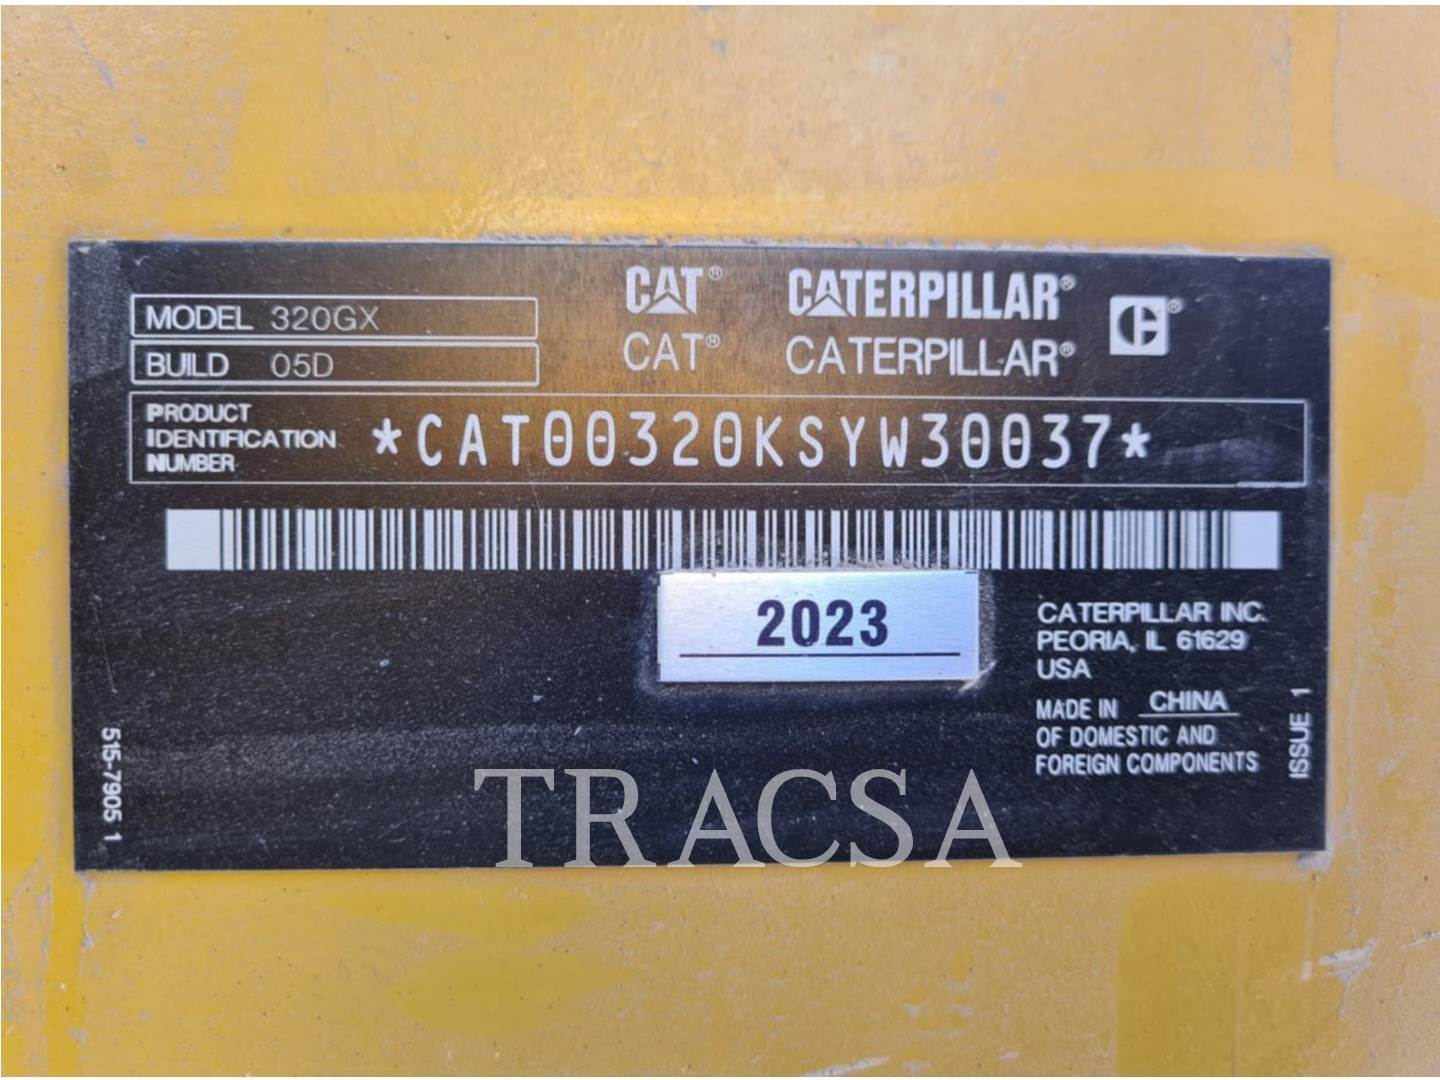 MODEL 320GX
BUILD 05D
CAT® CATERPILLAR® C®
CAT® CATERPILLAR®
PRODUCT
IDENTIFICATION
NUMBER
*CAT00320KSYW30037*
2023
CATERPILLAR INC.
PEORIA, IL 61629
USA
MADE IN CHINA
OF DOMESTIC AND
FOREIGN COMPONENTS
ISSUE 1
515-7905 1
TRACSA